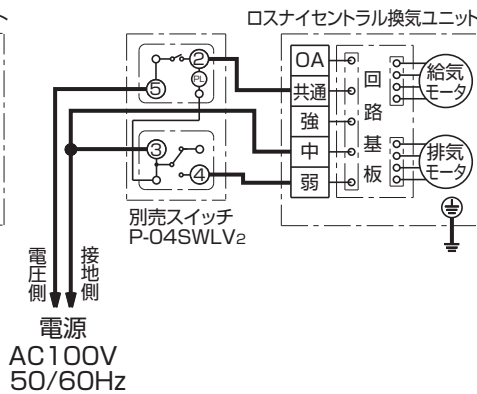 ト
ロスナイセントラル換気ユニット
②
PL
⑤
③
④
OA
共通
強
中
弱
回路基板
給気
モータ
排気
モータ
別売スイッチ
P-04SWLV2
電圧側
接地側
電源
AC100V
50/60Hz